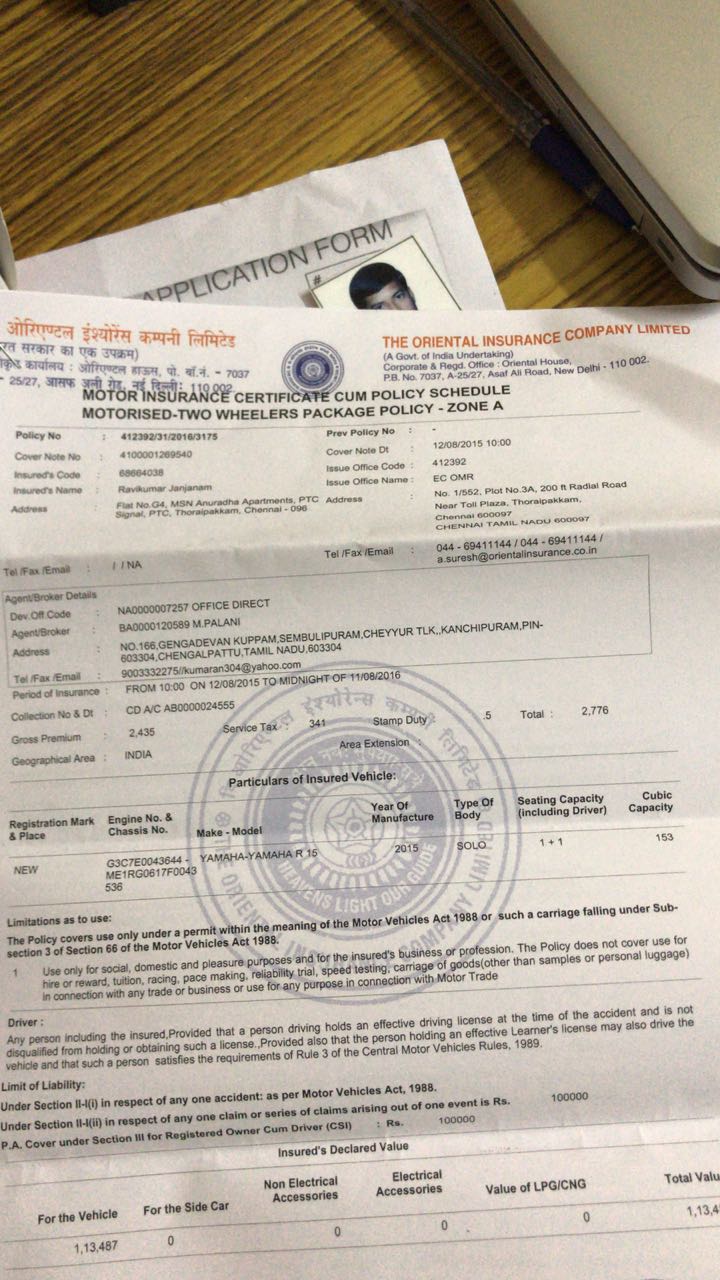 APPLICATION FORM
#
ओरिएण्टल इंश्योरेंस कम्पनी लिमिटेड
रत सरकार का एक उपक्रम)
कृत कार्यालय : ओरिएण्टल हाऊस, पो. बॉ.नं. - 7037
- 25/27, आसफ अली रोड, नई दिल्ली: 110 002
THE ORIENTAL INSURANCE COMPANY LIMITED
(A Govt. of India Undertaking)
Corporate & Regd. Office : Oriental House,
P.B. No. 7037, A-25/27, Asaf Ali Road, New Delhi - 110 002.
MOTOR INSURANCE CERTIFICATE CUM POLICY SCHEDULE
MOTORISED-TWO WHEELERS PACKAGE POLICY - ZONE A
Policy No : 412392/31/2016/3175 Prev Policy No : -
Cover Note No : 4100001269540 Cover Note Dt : 12/08/2015 10:00
Insured's Code : 68664038 Issue Office Code : 412392
Insured's Name : Ravikumar Janjanam Issue Office Name : EC OMR
Address : Flat No.G4, MSN Anuradha Apartments, PTC Signal, PTC, Thoraipakkam, Chennai - 096
Address : No. 1/552, Plot No.3A, 200 ft Radial Road
Near Toll Plaza, Thoraipakkam,
Chennai 600097
CHENNAI TAMIL NADU 600097
Tel /Fax /Email : / / NA Tel /Fax /Email : 044 - 69411144 / 044 - 69411144 /
a.suresh@orientalinsurance.co.in
Agent/Broker Details
Dev.Off.Code : NA0000007257 OFFICE DIRECT
Agent/Broker : BA0000120589 M.PALANI
Address : NO.166,GENGADEVAN KUPPAM,SEMBULIPURAM,CHEYYUR TLK,,KANCHIPURAM,PIN-
603304,CHENGALPATTU,TAMIL NADU,603304
Tel /Fax /Email : 9003332275//kumaran304@yahoo.com
Period of Insurance : FROM 10:00 ON 12/08/2015 TO MIDNIGHT OF 11/08/2016
Collection No & Dt : CD A/C AB0000024555
Gross Premium : 2,435 Service Tax : 341 Stamp Duty : .5 Total : 2,776
Geographical Area : INDIA Area Extension :
Particulars of Insured Vehicle:
Registration Mark & Place Engine No. & Chassis No. Make - Model Year Of Manufacture Type Of Body Seating Capacity (including Driver) Cubic Capacity
NEW G3C7E0043644 - YAMAHA-YAMAHA R 15 2015 SOLO 1 + 1 153
ME1RG0617F0043
536
THE ORIENTAL INSURANCE COMPANY LIMITED
Limitations as to use:
The Policy covers use only under a permit within the meaning of the Motor Vehicles Act 1988 or such a carriage falling under Sub-
section 3 of Section 66 of the Motor Vehicles Act 1988.
1 Use only for social, domestic and pleasure purposes and for the insured's business or profession. The Policy does not cover use for
hire or reward, tuition, racing, pace making, reliability trial, speed testing, carriage of goods(other than samples or personal luggage)
in connection with any trade or business or use for any purpose in connection with Motor Trade
Driver :
Any person including the insured,Provided that a person driving holds an effective driving license at the time of the accident and is not
disqualified from holding or obtaining such a license.,Provided also that the person holding an effective Learner's license may also drive the
vehicle and that such a person satisfies the requirements of Rule 3 of the Central Motor Vehicles Rules, 1989.
Limit of Liability:
Under Section II-I(i) in respect of any one accident: as per Motor Vehicles Act, 1988.
Under Section II-I(ii) in respect of any one claim or series of claims arising out of one event is Rs. 100000
P.A. Cover under Section III for Registered Owner Cum Driver (CSI) : Rs. 100000
Insured's Declared Value
For the Vehicle For the Side Car Non Electrical Accessories Electrical Accessories Value of LPG/CNG Total Valu
1,13,487 0 0 0 0 1,13,4